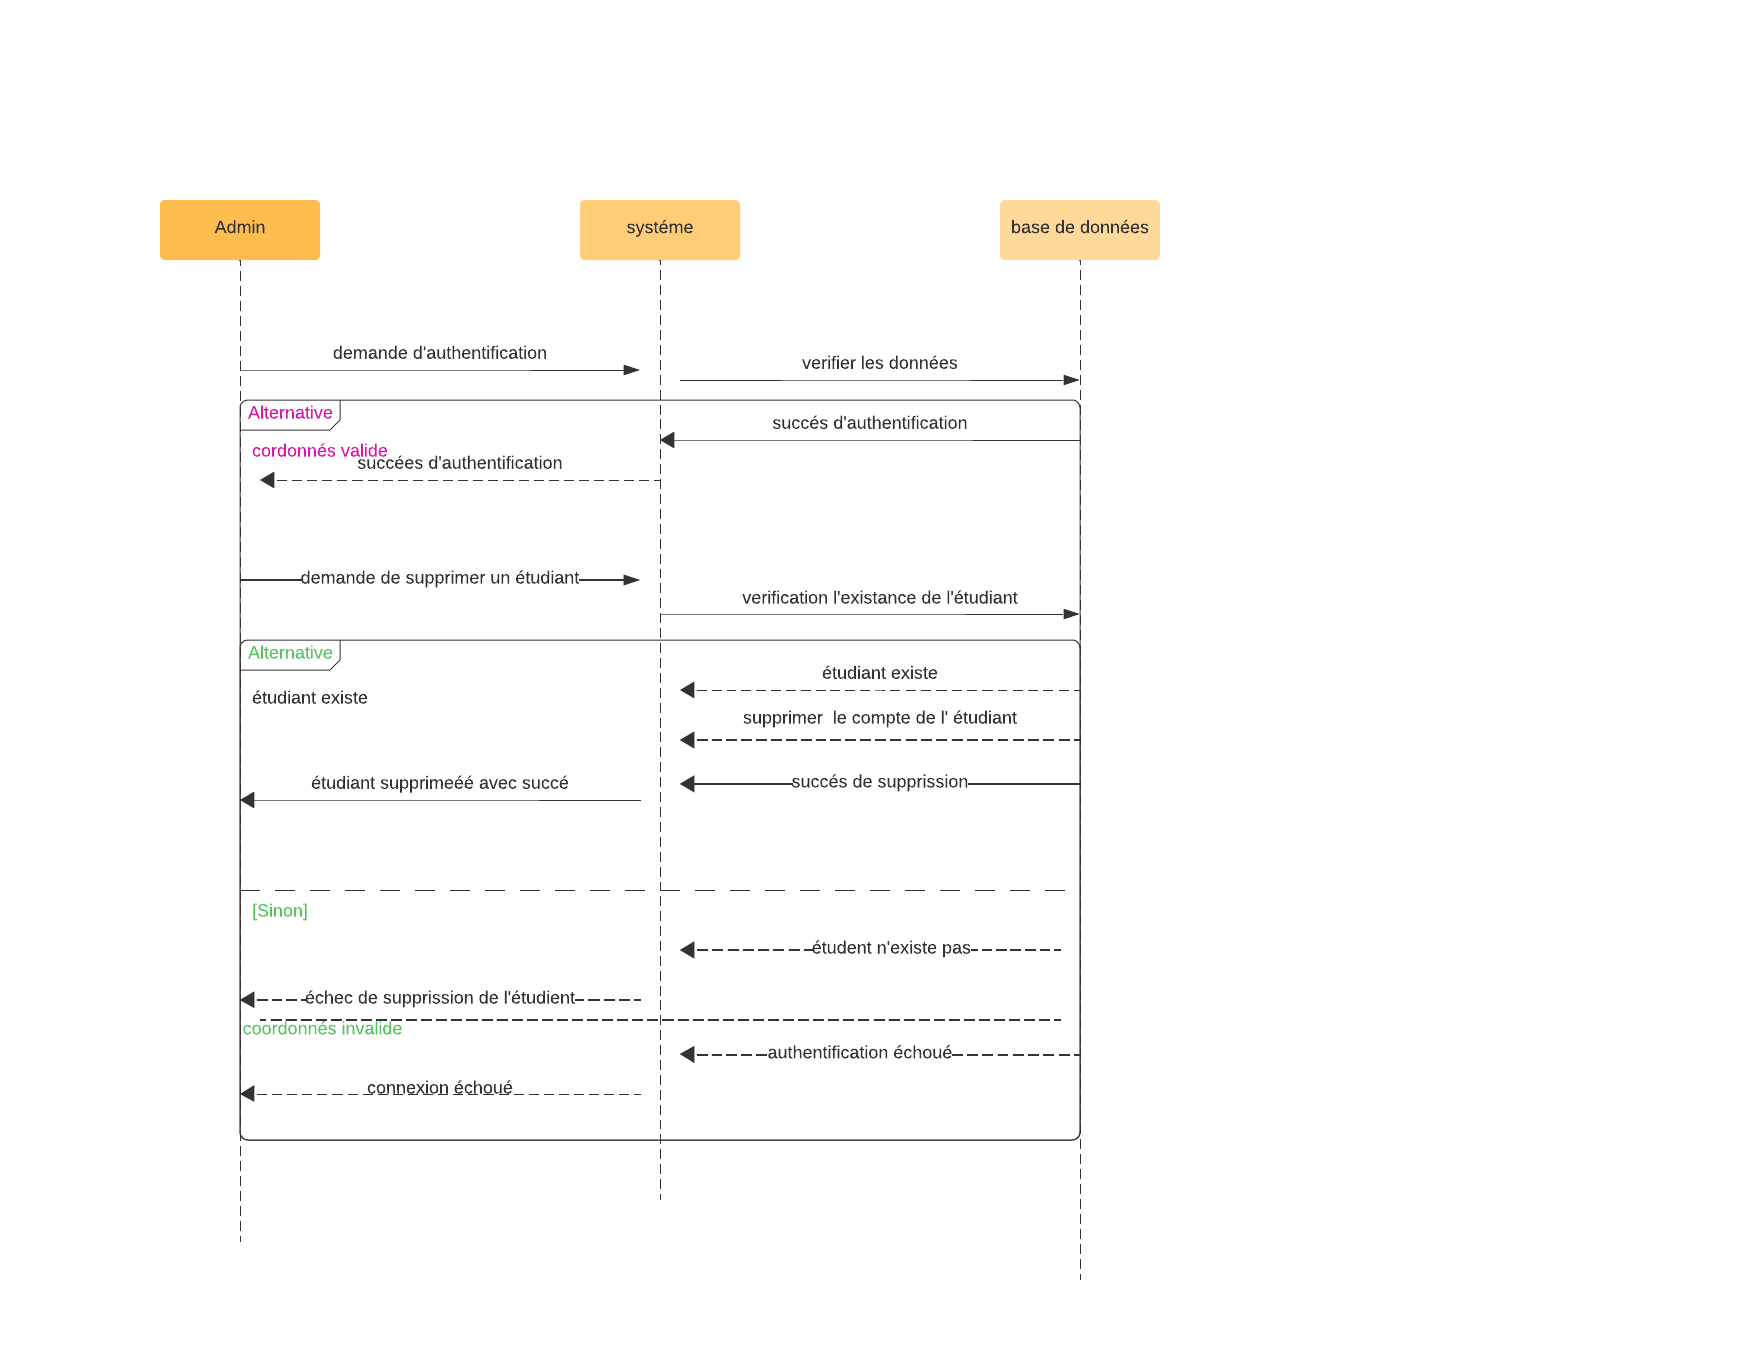 Admin
systéme
base de données
demande d'authentification
verifier les données
Alternative
succés d'authentification
cordonnés valide
succées d'authentification
demande de supprimer un étudiant
verification l'existance de l'étudiant
Alternative
étudiant existe
étudiant existe
supprimer  le compte de l' étudiant
étudiant supprimeéé avec succé
succés de supprission
[Sinon]
étudent n'existe pas
échec de supprission de l'étudient
coordonnés invalide
authentification échoué
connexion échoué